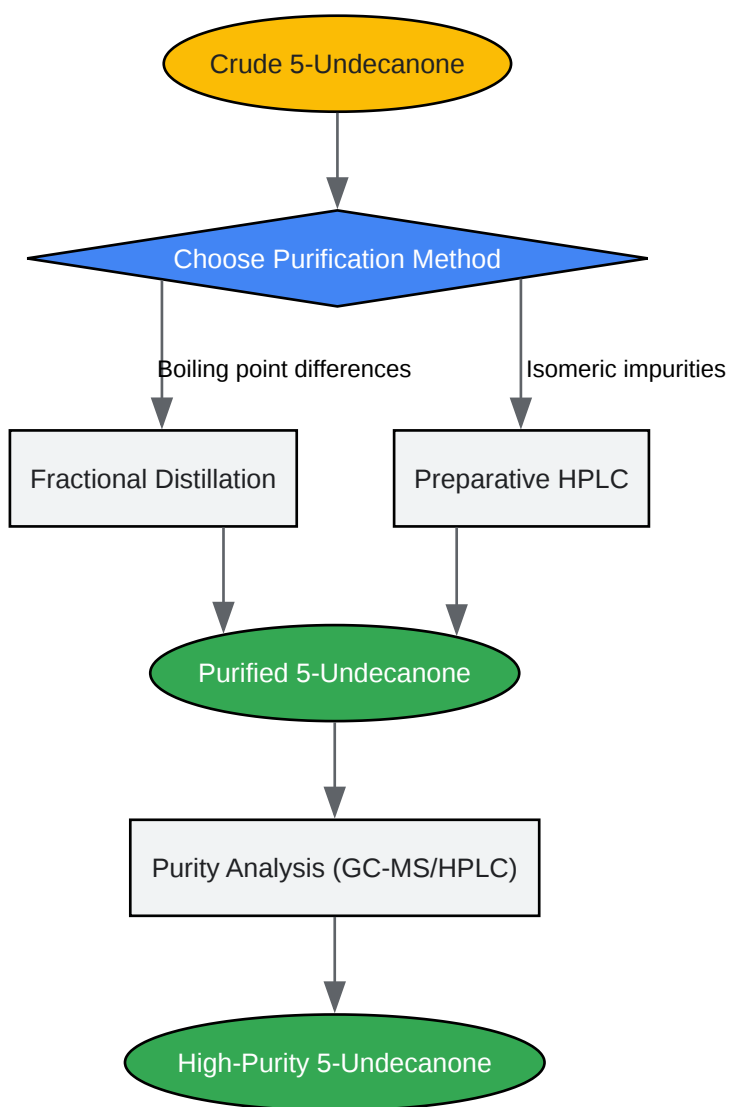 Crude 5-Undecanone
Choose Purification Method
Boiling point differences
Isomeric impurities
Fractional Distillation
Preparative HPLC
Purified 5-Undecanone
Purity Analysis (GC-MS/HPLC)
High-Purity 5-Undecanone